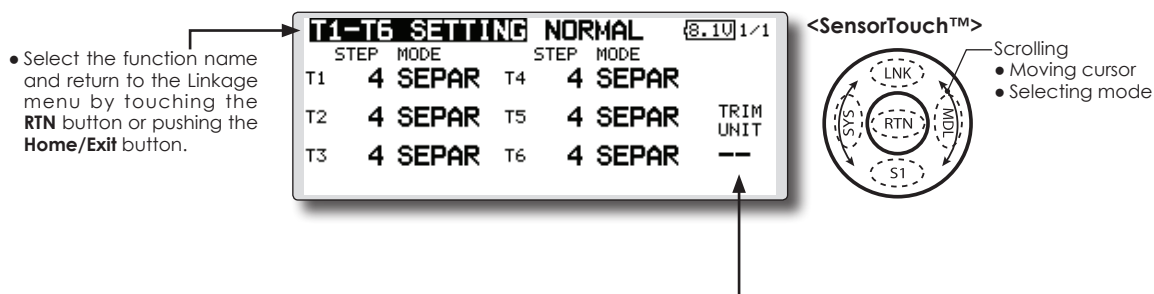 ● Select the function name
and return to the Linkage
menu by touching the
RTN button or pushing the
Home/Exit button.
T1-T6 SETTING NORMAL 8.1V 1/1
STEP MODE STEP MODE
T1 4 SEPAR T4 4 SEPAR
T2 4 SEPAR T5 4 SEPAR
T3 4 SEPAR T6 4 SEPAR
TRIM
UNIT
--
<SensorTouch™>
LNK
SYS
RTN
MDL
S1
Scrolling
● Moving cursor
● Selecting mode